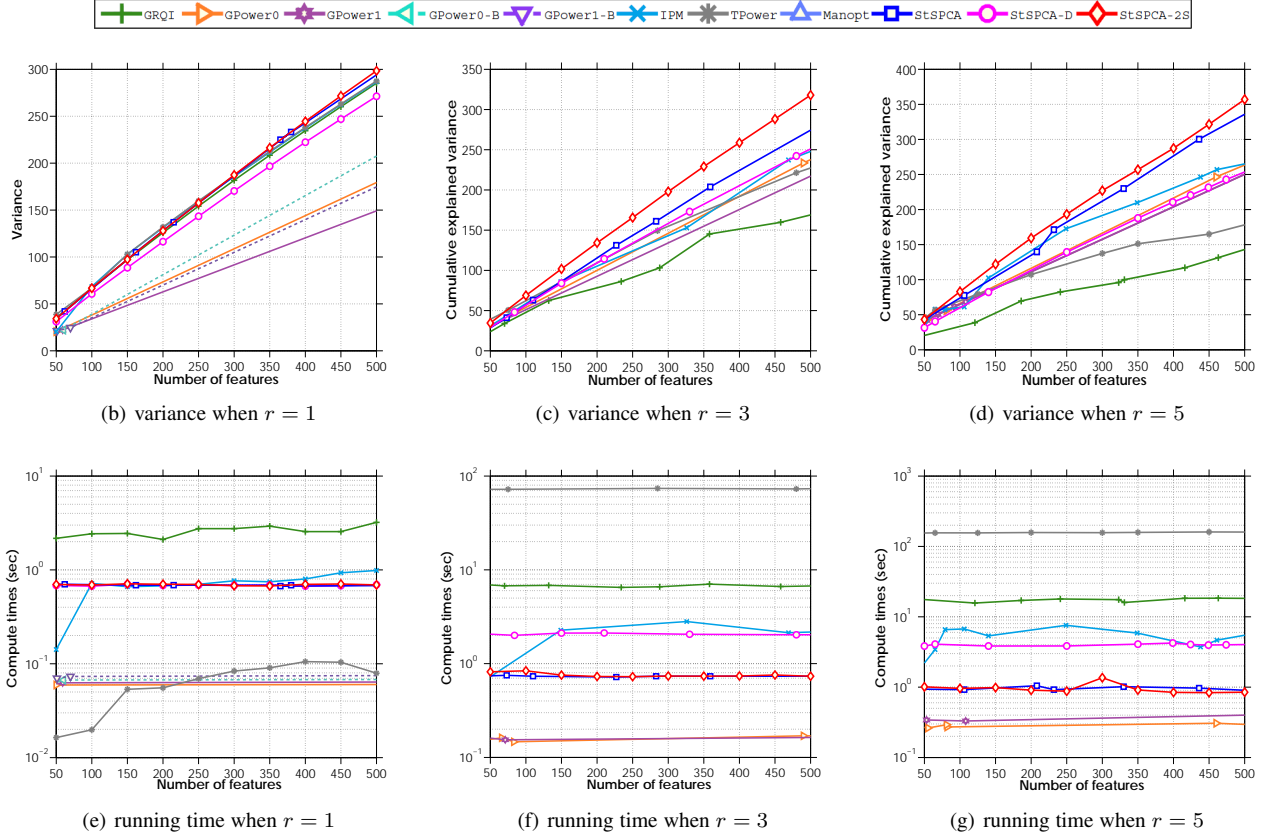 GRQI GPower0 GPower1 GPower0-B GPower1-B IPM TPower Manopt StSPCA StSPCA-D StSPCA-2S
Variance
300
250
200
150
100
50
0
50 100 150 200 250 300 350 400 450 500
Number of features
(b) variance when r = 1
Cumulative explained variance
350
300
250
200
150
100
50
0
50 100 150 200 250 300 350 400 450 500
Number of features
(c) variance when r = 3
Cumulative explained variance
400
350
300
250
200
150
100
50
0
50 100 150 200 250 300 350 400 450 500
Number of features
(d) variance when r = 5
Compute times (sec)
10^1
10^0
10^-1
10^-2
50 100 150 200 250 300 350 400 450 500
Number of features
(e) running time when r = 1
Compute times (sec)
10^2
10^1
10^0
10^-1
50 100 150 200 250 300 350 400 450 500
Number of features
(f) running time when r = 3
Compute times (sec)
10^3
10^2
10^1
10^0
10^-1
50 100 150 200 250 300 350 400 450 500
Number of features
(g) running time when r = 5